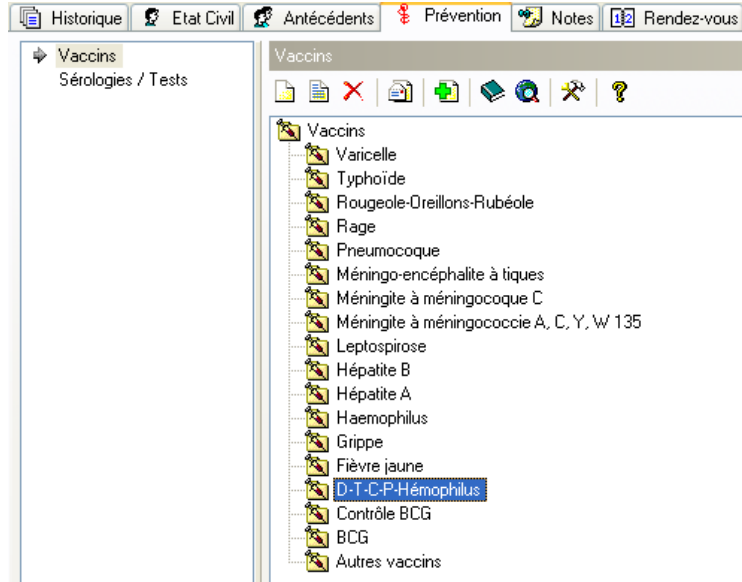 Historique Etat Civil Antécédents Prévention Notes 12 Rendez-vous
Vaccins
Sérologies / Tests
Vaccins
?
Vaccins
Varicelle
Typhoïde
Rougeole-Oreillons-Rubéole
Rage
Pneumocoque
Méningo-encéphalite à tiques
Méningite à méningocoque C
Méningite à méningococcie A, C, Y, W 135
Leptospirose
Hépatite B
Hépatite A
Haemophilus
Grippe
Fièvre jaune
D-T-C-P-Hémophilus
Contrôle BCG
BCG
Autres vaccins